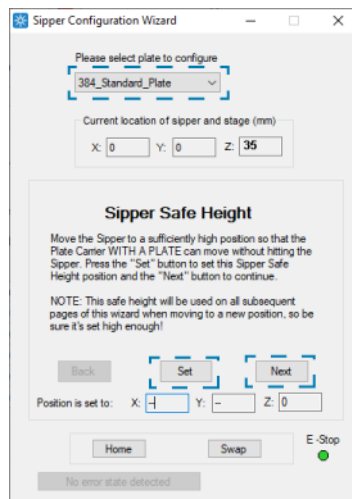 Sipper Configuration Wizard
Please select plate to configure
384_Standard_Plate
Current location of sipper and stage (mm)
X: 0 Y: 0 Z: 35
Sipper Safe Height
Move the Sipper to a sufficiently high position so that the
Plate Carrier WITH A PLATE can move without hitting the
Sipper. Press the "Set" button to set this Sipper Safe
Height position and the "Next" button to continue.
NOTE: This safe height will be used on all subsequent
pages of this wizard when moving to a new position, so be
sure it's set high enough!
Back Set Next
Position is set to: X: -- Y: -- Z: 0
Home Swap E-Stop
No error state detected